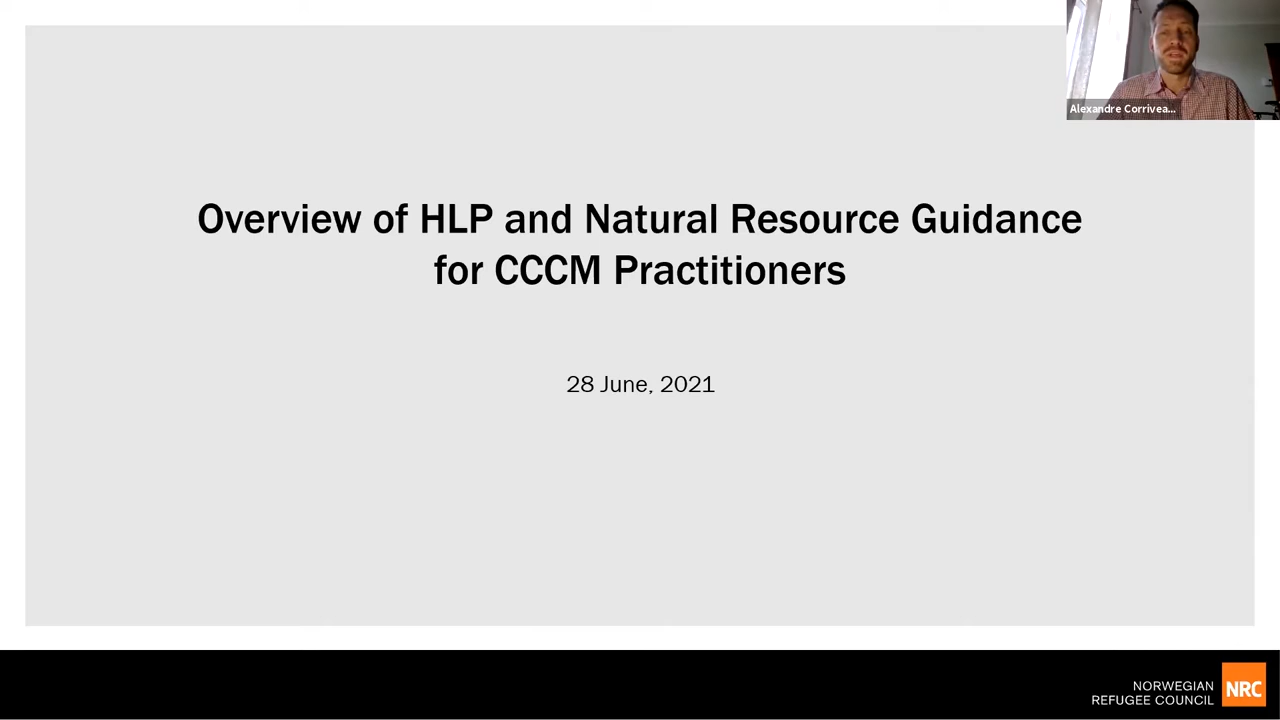 Alexandre Corrivea...
Overview of HLP and Natural Resource Guidance
for CCCM Practitioners
28 June, 2021
NORWEGIAN
REFUGEE COUNCIL
NRC